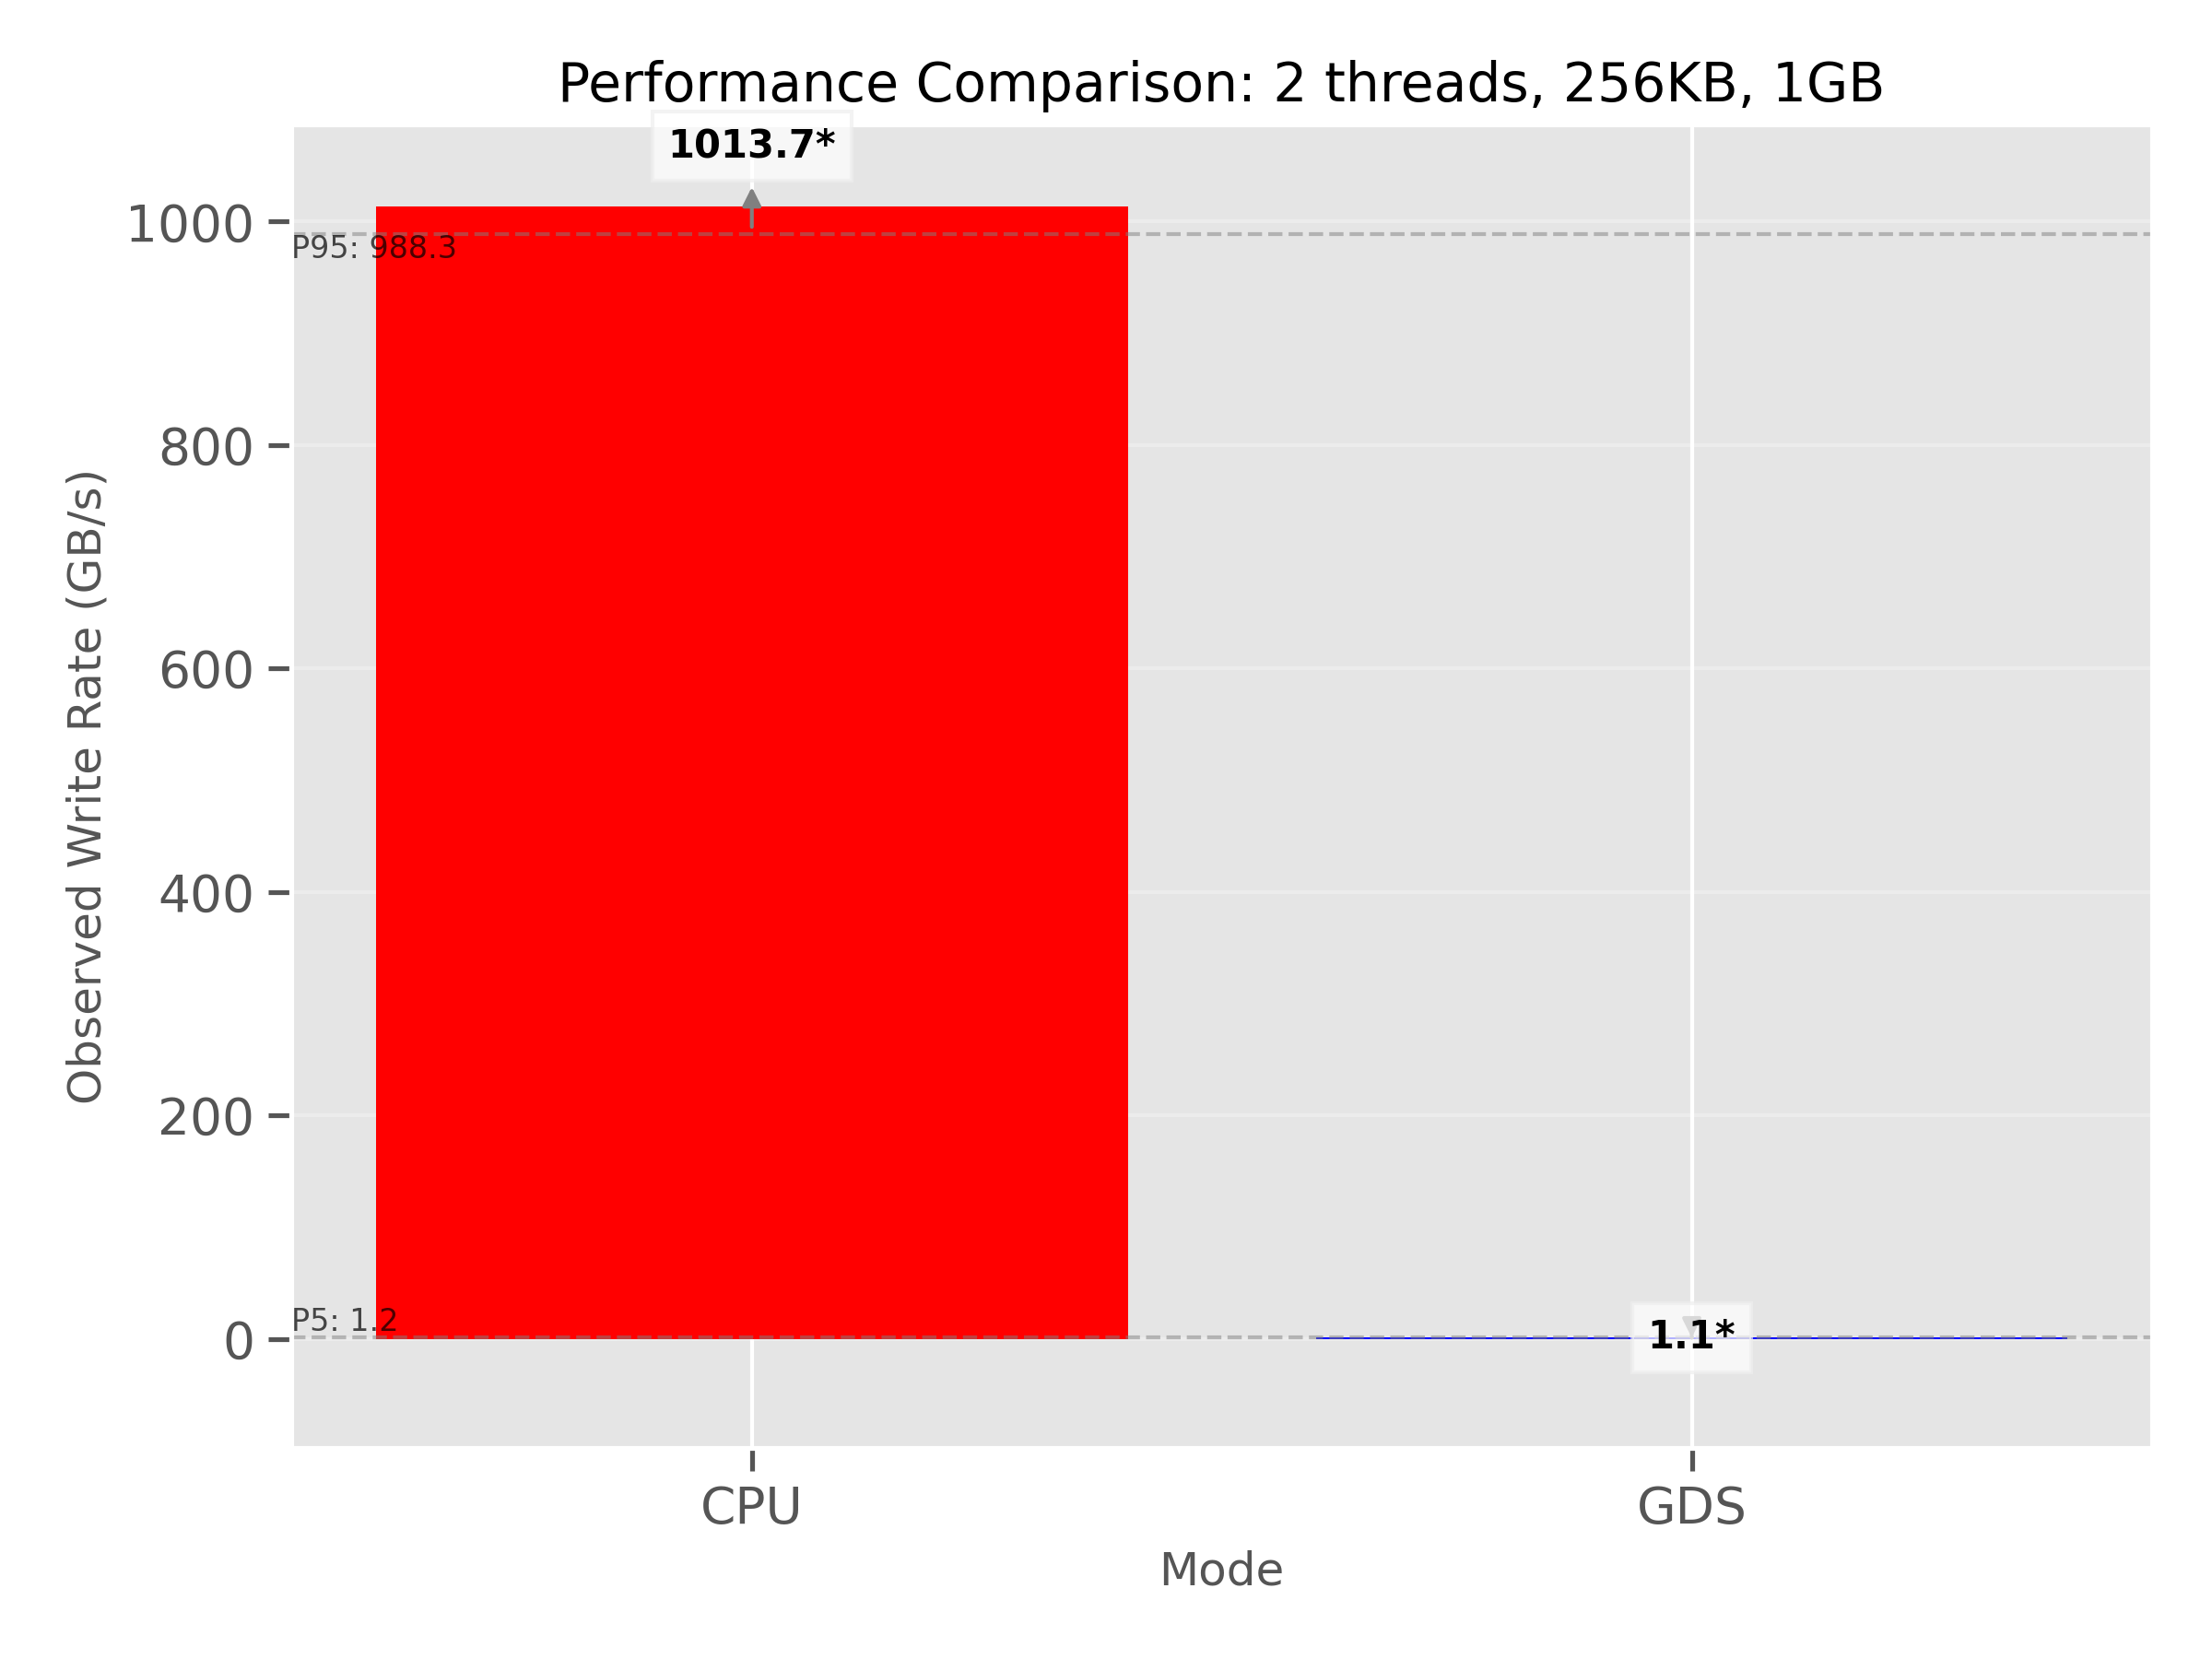 Performance Comparison: 2 threads, 256KB, 1GB
1013.7*
1000
P95: 988.3
800
600
400
200
P5: 1.2
0
1.1*
Observed Write Rate (GB/s)
CPU
GDS
Mode